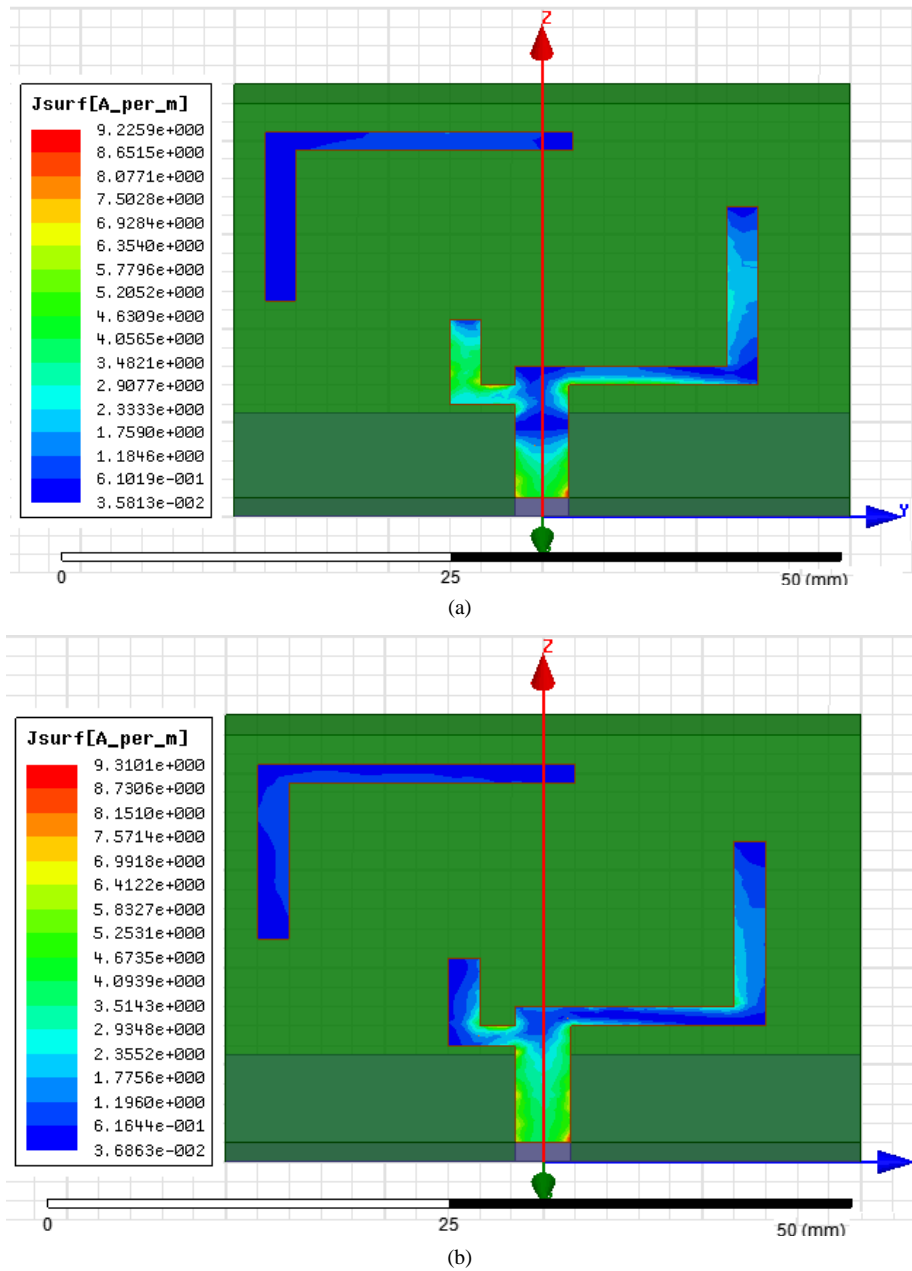 Z
Jsurf[A_per_m]
9.2259e+000
8.6515e+000
8.0771e+000
7.5028e+000
6.9284e+000
6.3540e+000
5.7796e+000
5.2052e+000
4.6309e+000
4.0565e+000
3.4821e+000
2.9077e+000
2.3333e+000
1.7590e+000
1.1846e+000
6.1019e-001
3.5813e-002
Y
0 25 50 (mm)
(a)
Z
Jsurf[A_per_m]
9.3101e+000
8.7306e+000
8.1510e+000
7.5714e+000
6.9918e+000
6.4122e+000
5.8327e+000
5.2531e+000
4.6735e+000
4.0939e+000
3.5143e+000
2.9348e+000
2.3552e+000
1.7756e+000
1.1960e+000
6.1644e-001
3.6863e-002
0 25 50 (mm)
(b)